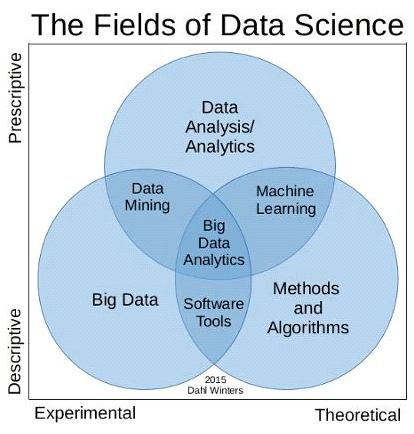 The Fields of Data Science
Prescriptive
Data
Analysis/
Analytics
Data
Mining
Machine
Learning
Big
Data
Analytics
Big Data
Software
Tools
Methods
and
Algorithms
Descriptive
2015
Dahl Winters
Experimental
Theoretical